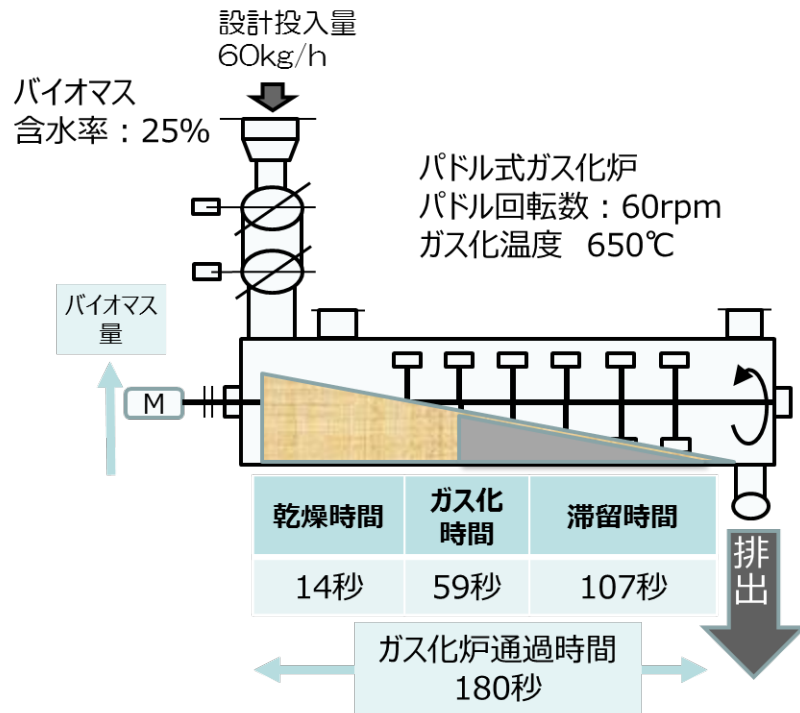 設計投入量
60kg/h
バイオマス
含水率：25%
パドル式ガス化炉
パドル回転数：60rpm
ガス化温度 650℃
バイオマス
量
M
乾燥時間
ガス化
時間
滞留時間
14秒
59秒
107秒
排
出
ガス化炉通過時間
180秒